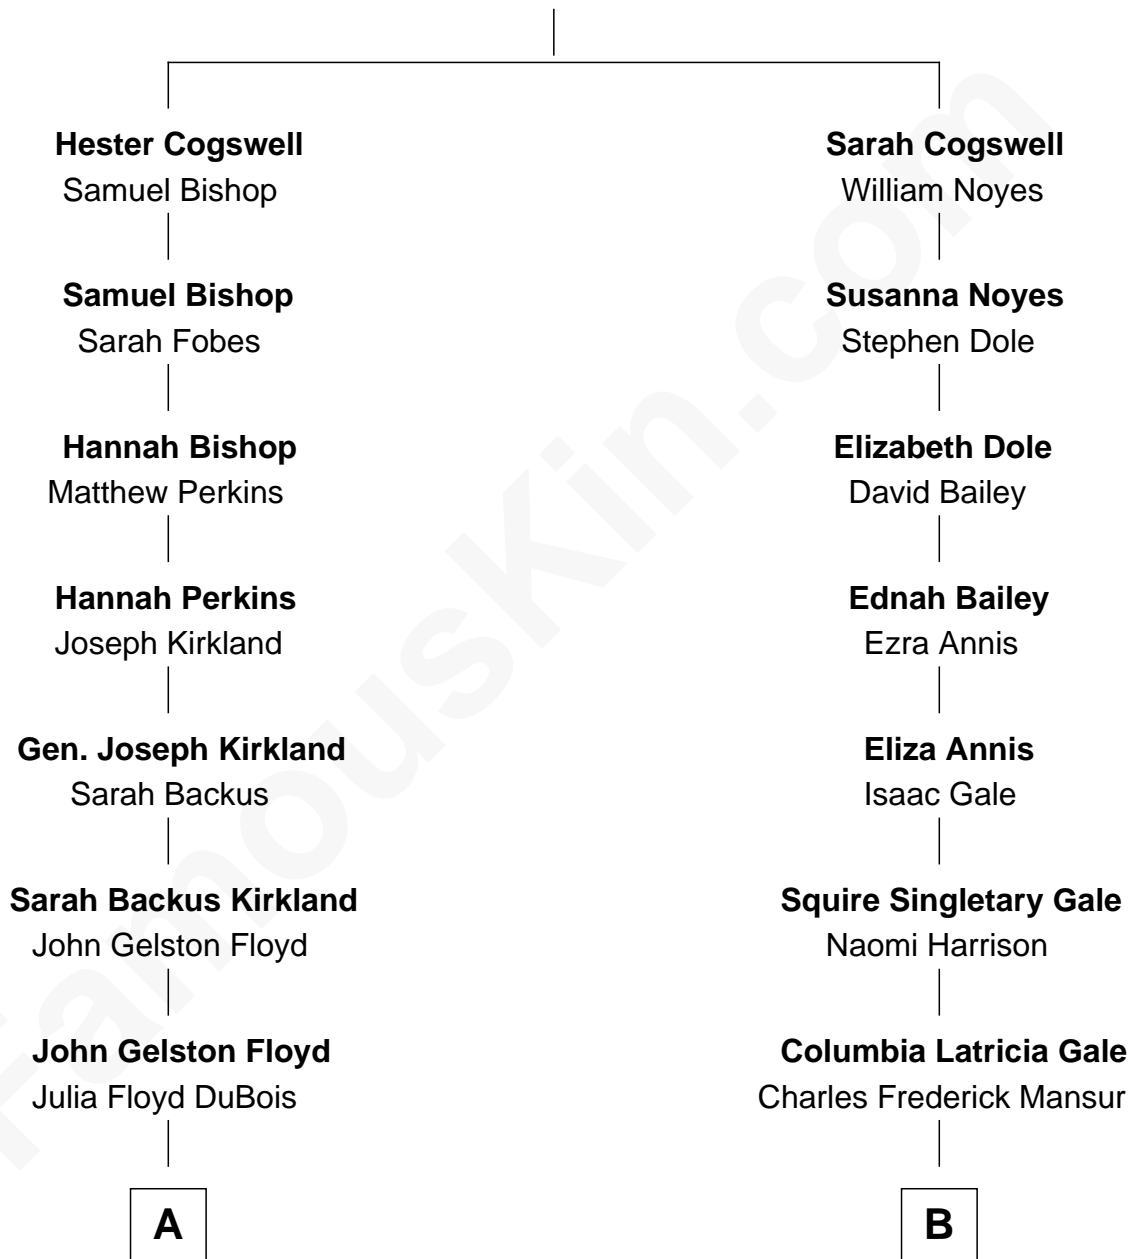 Hester Cogswell
Samuel Bishop
Samuel Bishop
Sarah Fobes
Hannah Bishop
Matthew Perkins
Hannah Perkins
Joseph Kirkland
Gen. Joseph Kirkland
Sarah Backus
Sarah Backus Kirkland
John Gelston Floyd
John Gelston Floyd
Julia Floyd DuBois
A
Sarah Cogswell
William Noyes
Susanna Noyes
Stephen Dole
Elizabeth Dole
David Bailey
Ednah Bailey
Ezra Annis
Eliza Annis
Isaac Gale
Squire Singletary Gale
Naomi Harrison
Columbia Latricia Gale
Charles Frederick Mansur
B
FamousKin.com